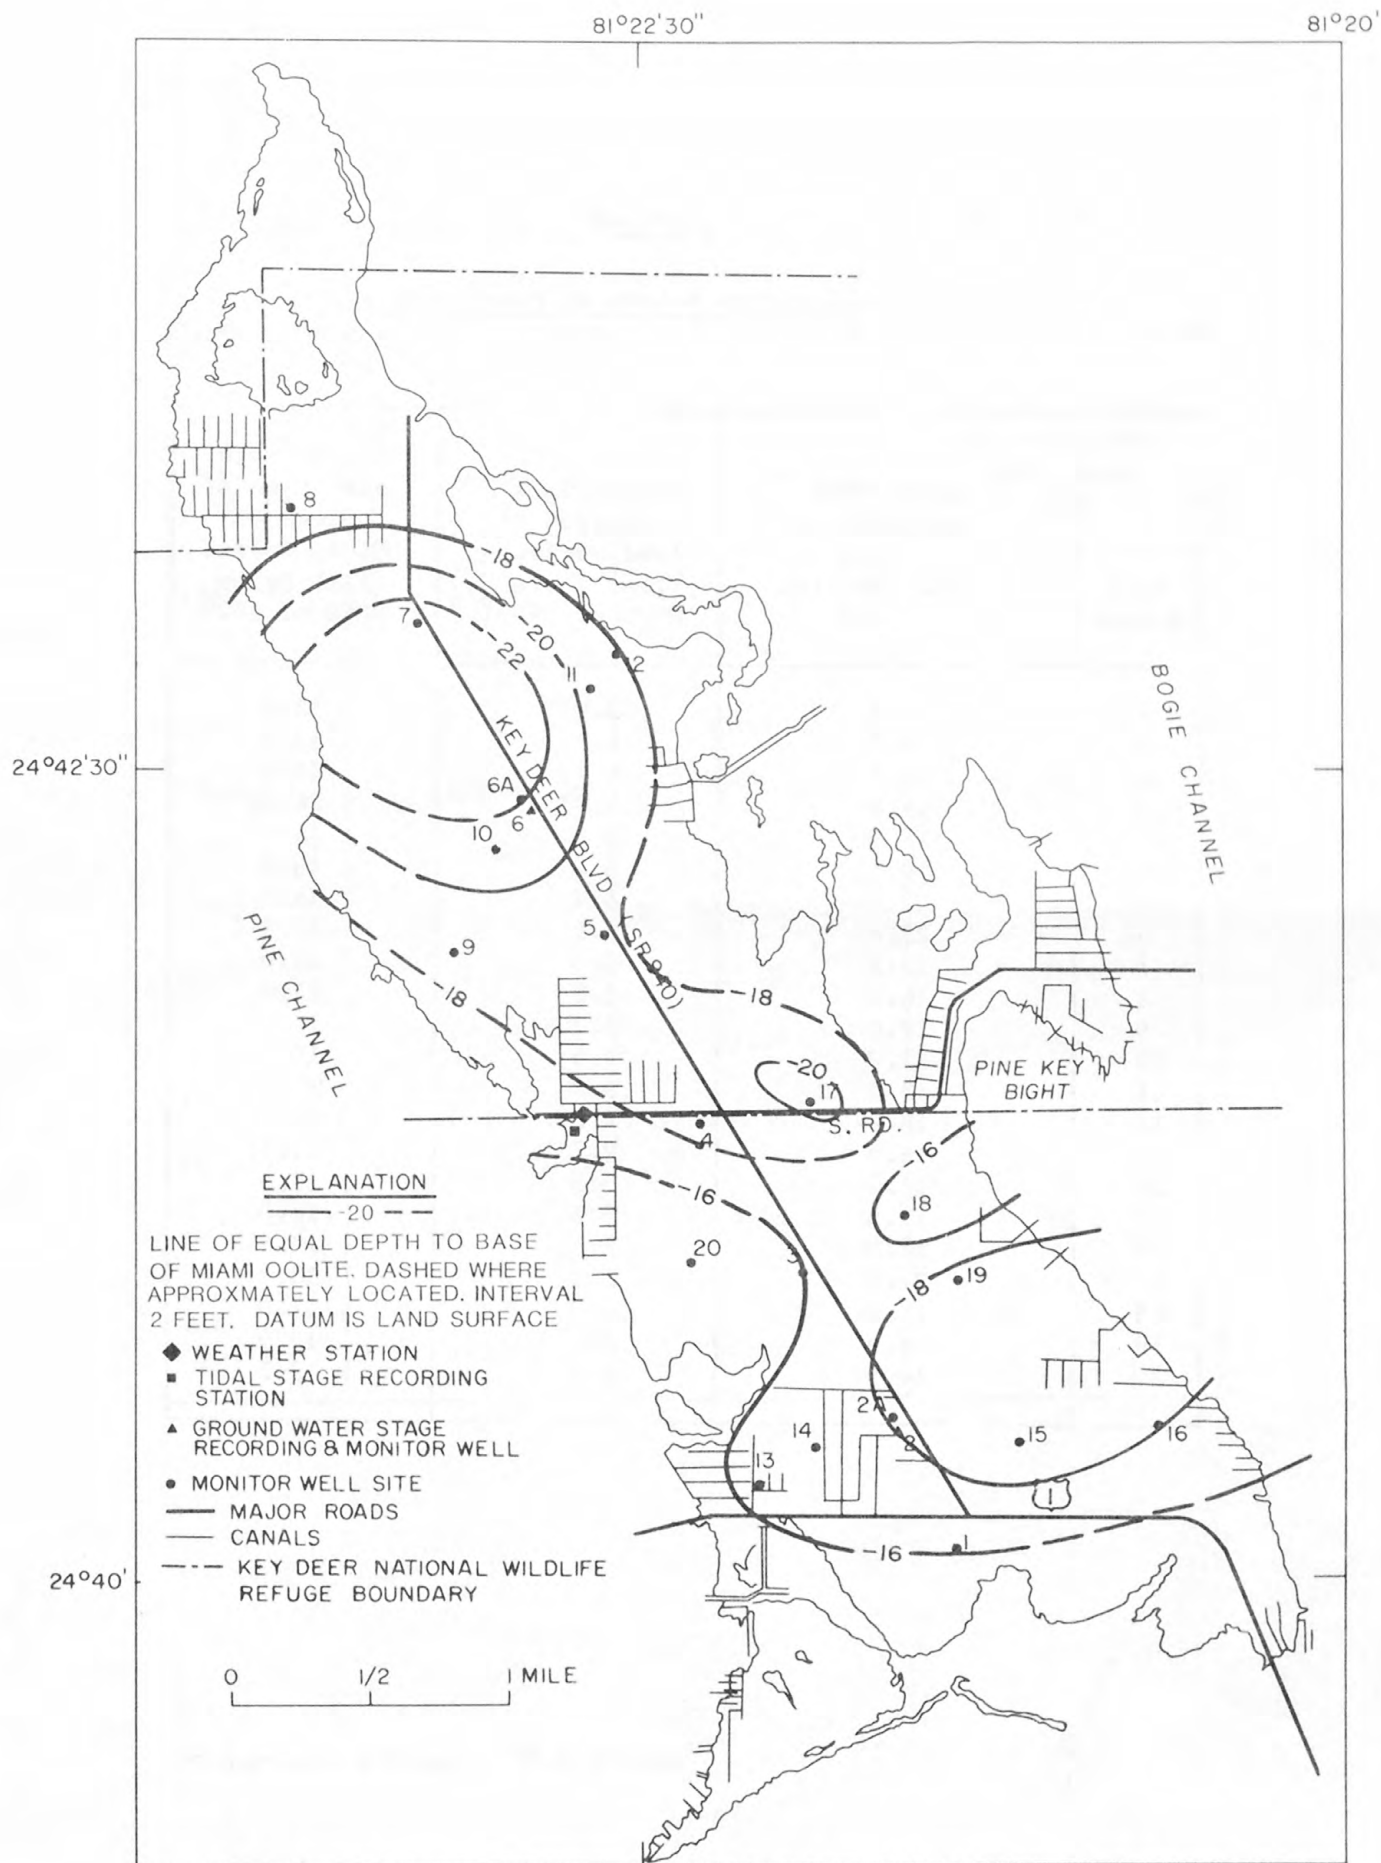 81°22'30"
81°20'
8
-18
7
-20
-22
12
11
BOGIE CHANNEL
24°42'30"
KEY DEER BLVD (SR 940)
6A
6
10
5
9
PINE CHANNEL
-18
-18
-20
17
PINE KEY
BIGHT
S. RD.
4
-16
-16
18
20
3
19
-18
EXPLANATION
-20
LINE OF EQUAL DEPTH TO BASE
OF MIAMI OOLITE. DASHED WHERE
APPROXMATELY LOCATED. INTERVAL
2 FEET. DATUM IS LAND SURFACE
WEATHER STATION
TIDAL STAGE RECORDING
STATION
GROUND WATER STAGE
RECORDING & MONITOR WELL
MONITOR WELL SITE
MAJOR ROADS
CANALS
KEY DEER NATIONAL WILDLIFE
REFUGE BOUNDARY
2A
14
15
16
13
1
-16
1
24°40'
0 1/2 1 MILE